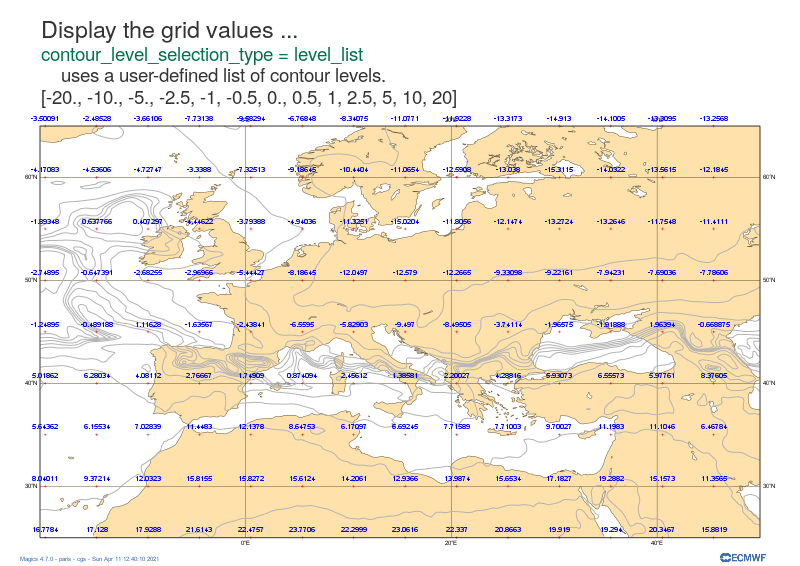 Display the grid values ...
contour_level_selection_type = level_list
uses a user-defined list of contour levels.
[-20., -10., -5., -2.5, -1, -0.5, 0., 0.5, 1, 2.5, 5, 10, 20]
-3.50091 -2.48528 -3.66106 -7.73138 -9.88294 -6.76848 -8.34075 -11.0771 -11.9228 -13.3173 -14.913 -14.1005 -13.3095 -13.2568
-4.17083 -4.53606 -4.72747 -3.3388 -7.32513 -9.18645 -10.4404 -11.0654 -12.5908 -13.038 -15.3115 -14.0322 -13.5615 -12.1845
60°N 60°N
-1.89348 0.637766 0.407297 -4.44622 -3.79388 -4.94036 -11.3251 -15.0204 -11.8056 -12.1474 -13.2724 -13.2646 -11.7548 -11.4111
-2.74895 -0.647391 -2.68255 -2.96966 -5.44427 -8.18645 -12.0497 -12.579 -12.2665 -9.33098 -9.22161 -7.94231 -7.69036 -7.78606
50°N 50°N
-1.24895 -0.489188 1.11628 -1.63567 -2.43841 -6.5595 -5.82903 -9.497 -8.49505 -3.74114 -1.96575 -1.91888 1.96394 -0.668875
5.01862 6.28034 4.08112 2.76667 1.74909 0.874094 2.45612 1.38581 2.20027 4.28816 5.93073 6.55573 5.97761 8.37605
40°N 40°N
5.64362 6.15534 7.02839 11.4483 12.1378 8.64753 6.17097 6.69245 7.71589 7.71003 9.70027 11.1983 11.1046 6.46784
8.04011 9.37214 12.0323 15.8155 15.8272 15.6124 14.2061 12.9366 13.9874 15.6534 17.1827 19.2882 15.1573 11.3565
30°N 30°N
16.7784 17.128 17.9288 21.6143 22.4757 23.7706 22.2999 23.0616 22.337 20.8663 19.919 19.294 20.3467 15.8819
0°E 20°E 40°E
Magics 4.7.0 - paris - cgs - Sun Apr 11 12:40:10 2021
ECMWF